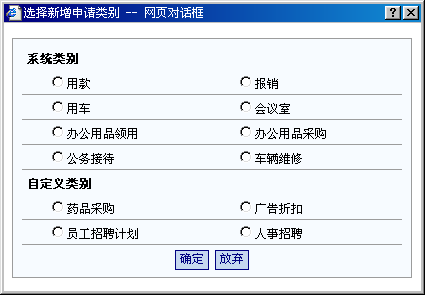 选择新增申请类别 -- 网页对话框
系统类别
用款 报销
用车 会议室
办公用品领用 办公用品采购
公务接待 车辆维修
自定义类别
药品采购 广告折扣
员工招聘计划 人事招聘
确定 放弃